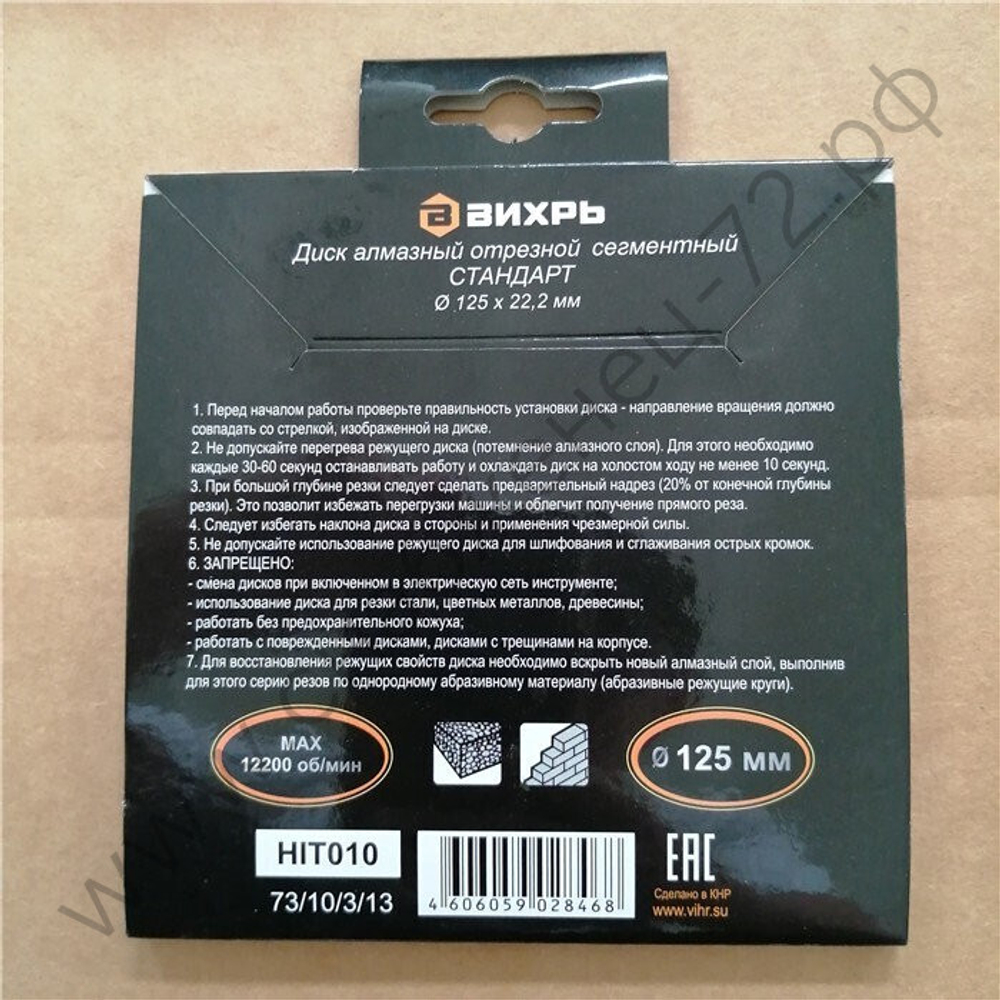 ВИХРЬ
Диск алмазный отрезной сегментный
СТАНДАРТ
Ø 125 x 22,2 мм
1. Перед началом работы проверьте правильность установки диска - направление вращения должно
совпадать со стрелкой, изображенной на диске.
2. Не допускайте перегрева режущего диска (потемнение алмазного слоя). Для этого необходимо
каждые 30-60 секунд останавливать работу и охлаждать диск на холостом ходу не менее 10 секунд.
3. При большой глубине резки следует сделать предварительный надрез (20% от конечной глубины
резки). Это позволит избежать перегрузки машины и облегчит получение прямого реза.
4. Следует избегать наклона диска в стороны и применения чрезмерной силы.
5. Не допускайте использование режущего диска для шлифования и сглаживания острых кромок.
6. ЗАПРЕЩЕНО:
- смена дисков при включенном в электрическую сеть инструменте;
- использование диска для резки стали, цветных металлов, древесины;
- работать без предохранительного кожуха;
- работать с поврежденными дисками, дисками с трещинами на корпусе.
7. Для восстановления режущих свойств диска необходимо вскрыть новый алмазный слой, выполнив
для этого серию резов по однородному абразивному материалу (абразивные режущие круги).
MAX
12200 об/мин
Ø 125 мм
HIT010
73/10/3/13
4 606059 028468
EAC
Сделано в КНР
www.vihr.su